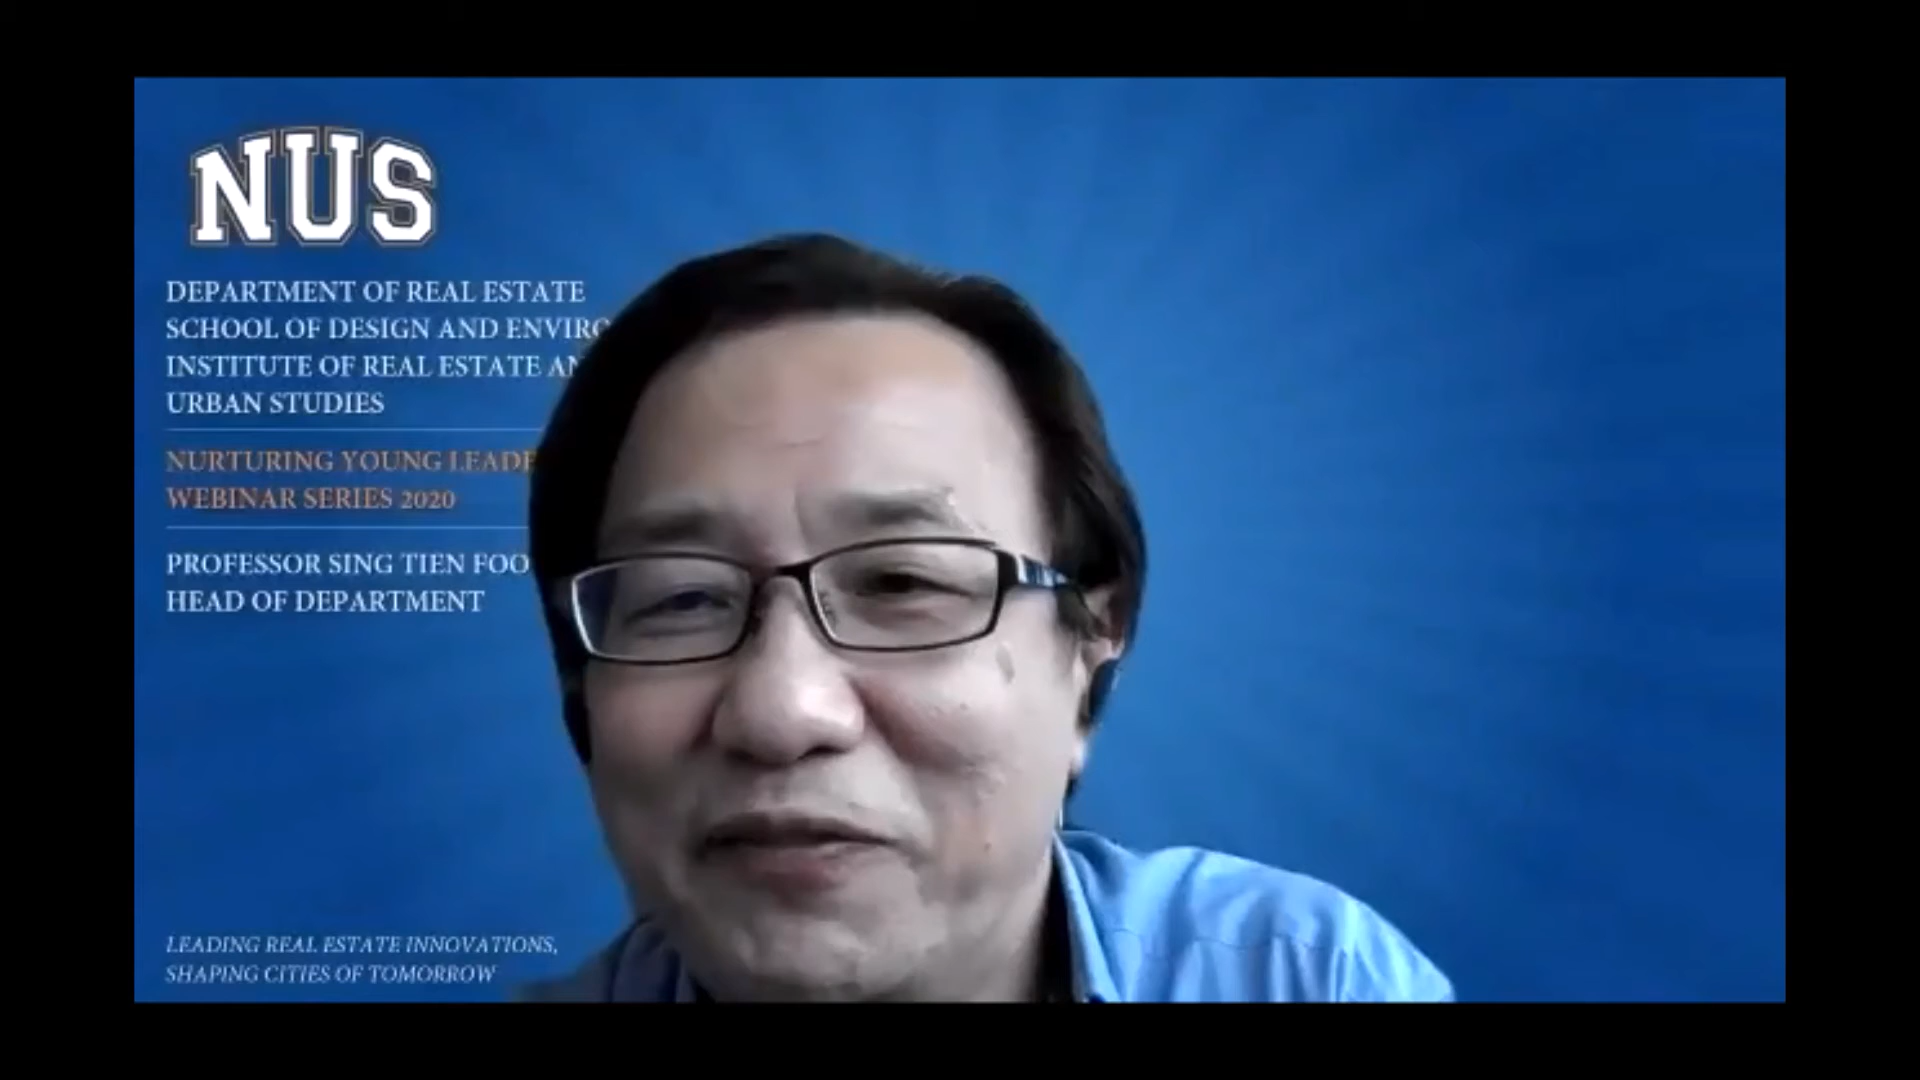 NUS
DEPARTMENT OF REAL ESTATE
SCHOOL OF DESIGN AND
INSTITUTE OF REAL ESTATE
URBAN STUDIES
NURTURING YOUNG
WEBINAR SERIES 2020
PROFESSOR SING TIEN FOO
HEAD OF DEPARTMENT
LEADING REAL ESTATE INNOVATIONS,
SHAPING CITIES OF TOMORROW